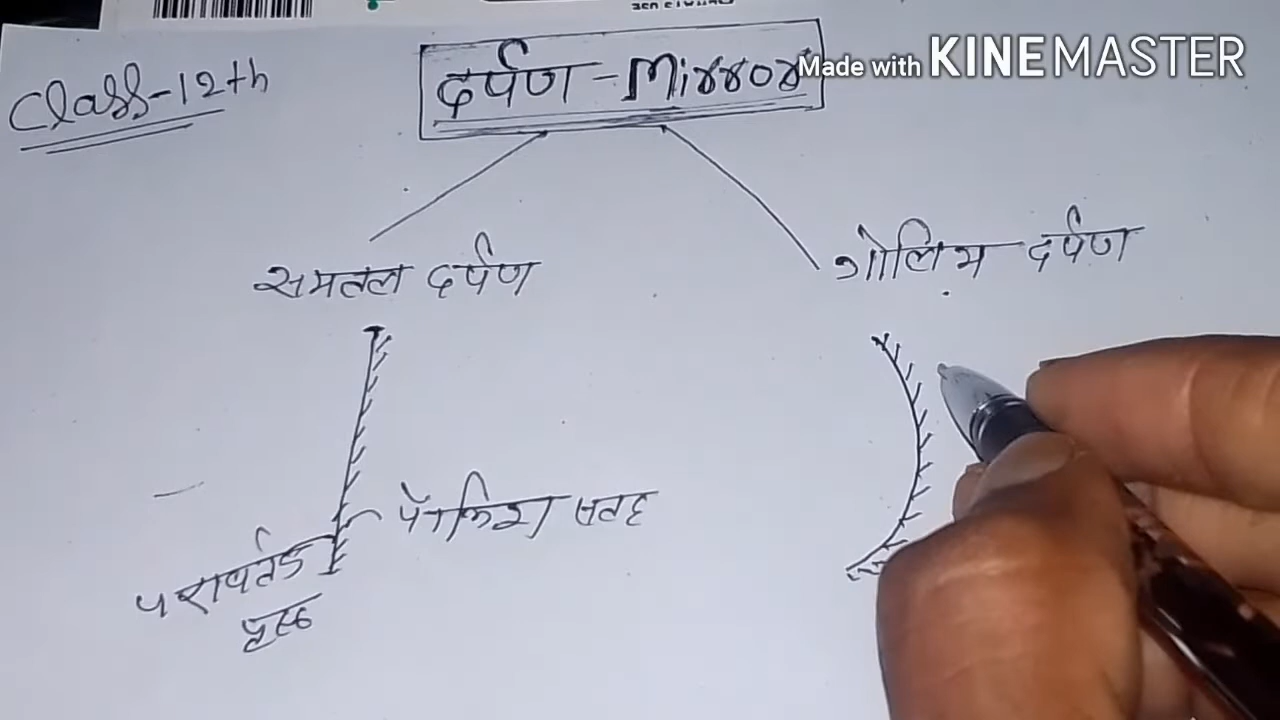 Class-12th
दर्पण - Mirror
Made with KINEMASTER
समतल दर्पण
गोलिय दर्पण
पॉलिश सतह
परावर्तक
पृष्ठ